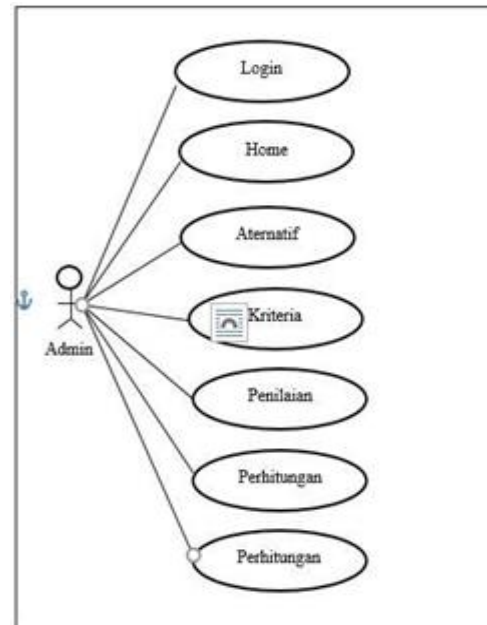 Login
Home
Aternatif
Kriteria
Admin
Penilaian
Perhitungan
Perhitungan